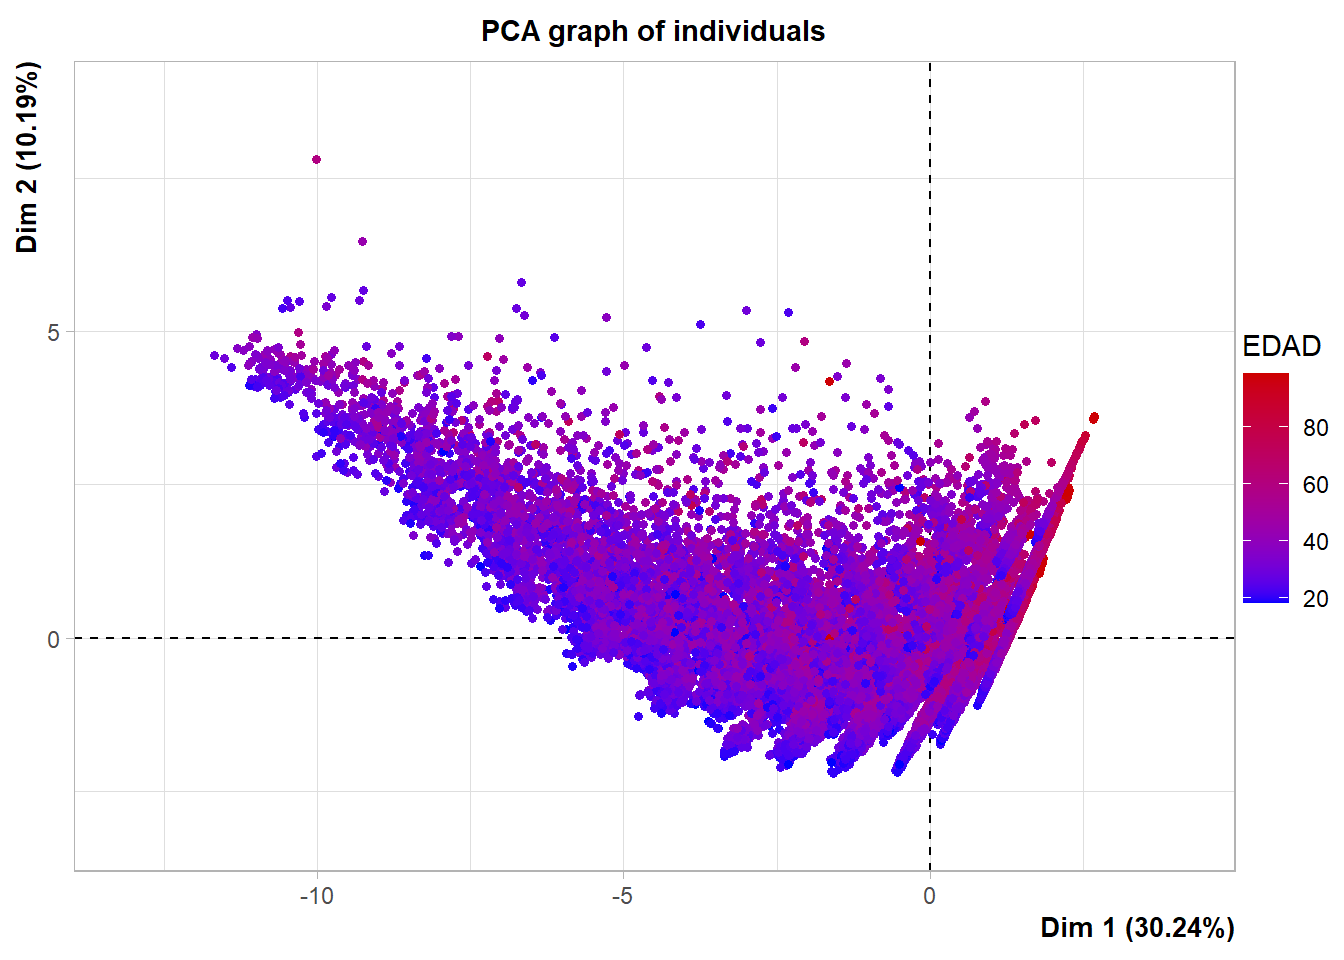 PCA graph of individuals
Dim 2 (10.19%)
5
0
-10
-5
0
Dim 1 (30.24%)
EDAD
80
60
40
20